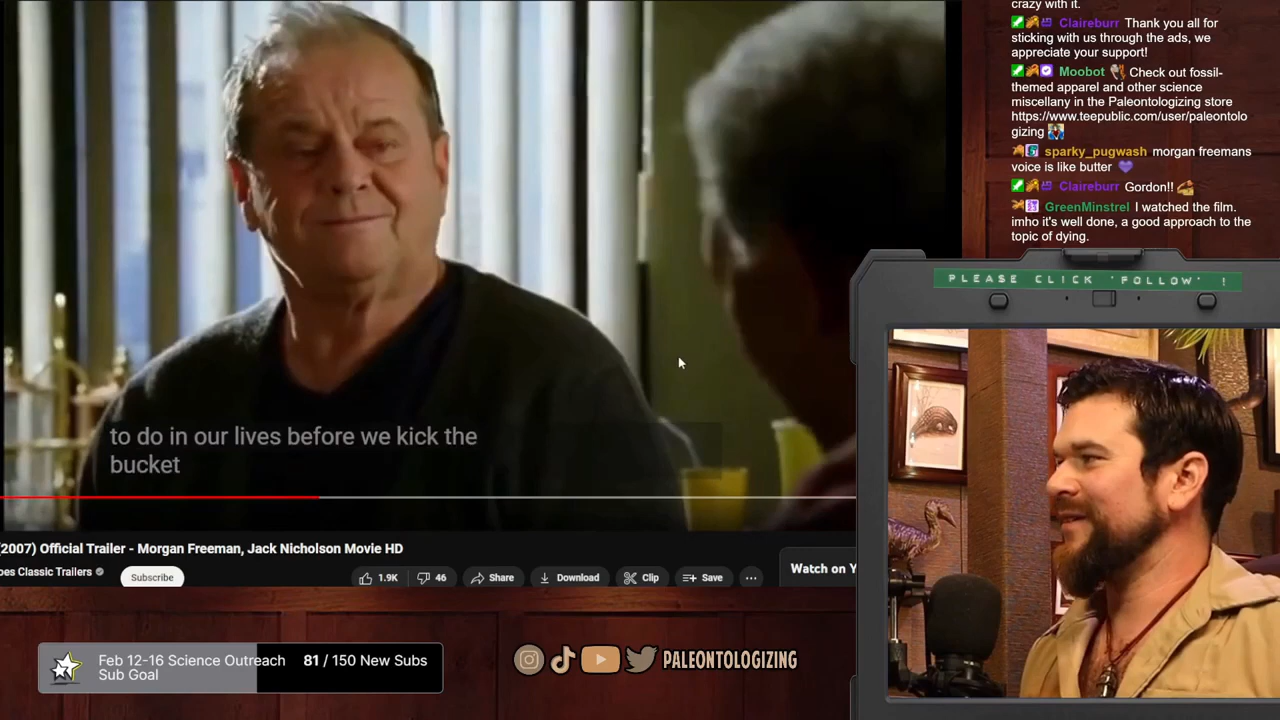 crazy with it.
Claireburr Thank you all for
sticking with us through the ads, we
appreciate your support!
Moobot Check out fossil-
themed apparel and other science
miscellany in the Paleontologizing store
https://www.teepublic.com/user/paleontolo
gizing
sparky_pugwash morgan freemans
voice is like butter
Claireburr Gordon!!
GreenMinstrel I watched the film.
imho it's well done, a good approach to the
topic of dying.
PLEASE CLICK 'FOLLOW' !
to do in our lives before we kick the
bucket
(2007) Official Trailer - Morgan Freeman, Jack Nicholson Movie HD
Classic Trailers
Subscribe
1.9K
46
Share
Download
Clip
Save
...
Watch on
Feb 12-16 Science Outreach
Sub Goal
81 / 150 New Subs
PALEONTOLOGIZING